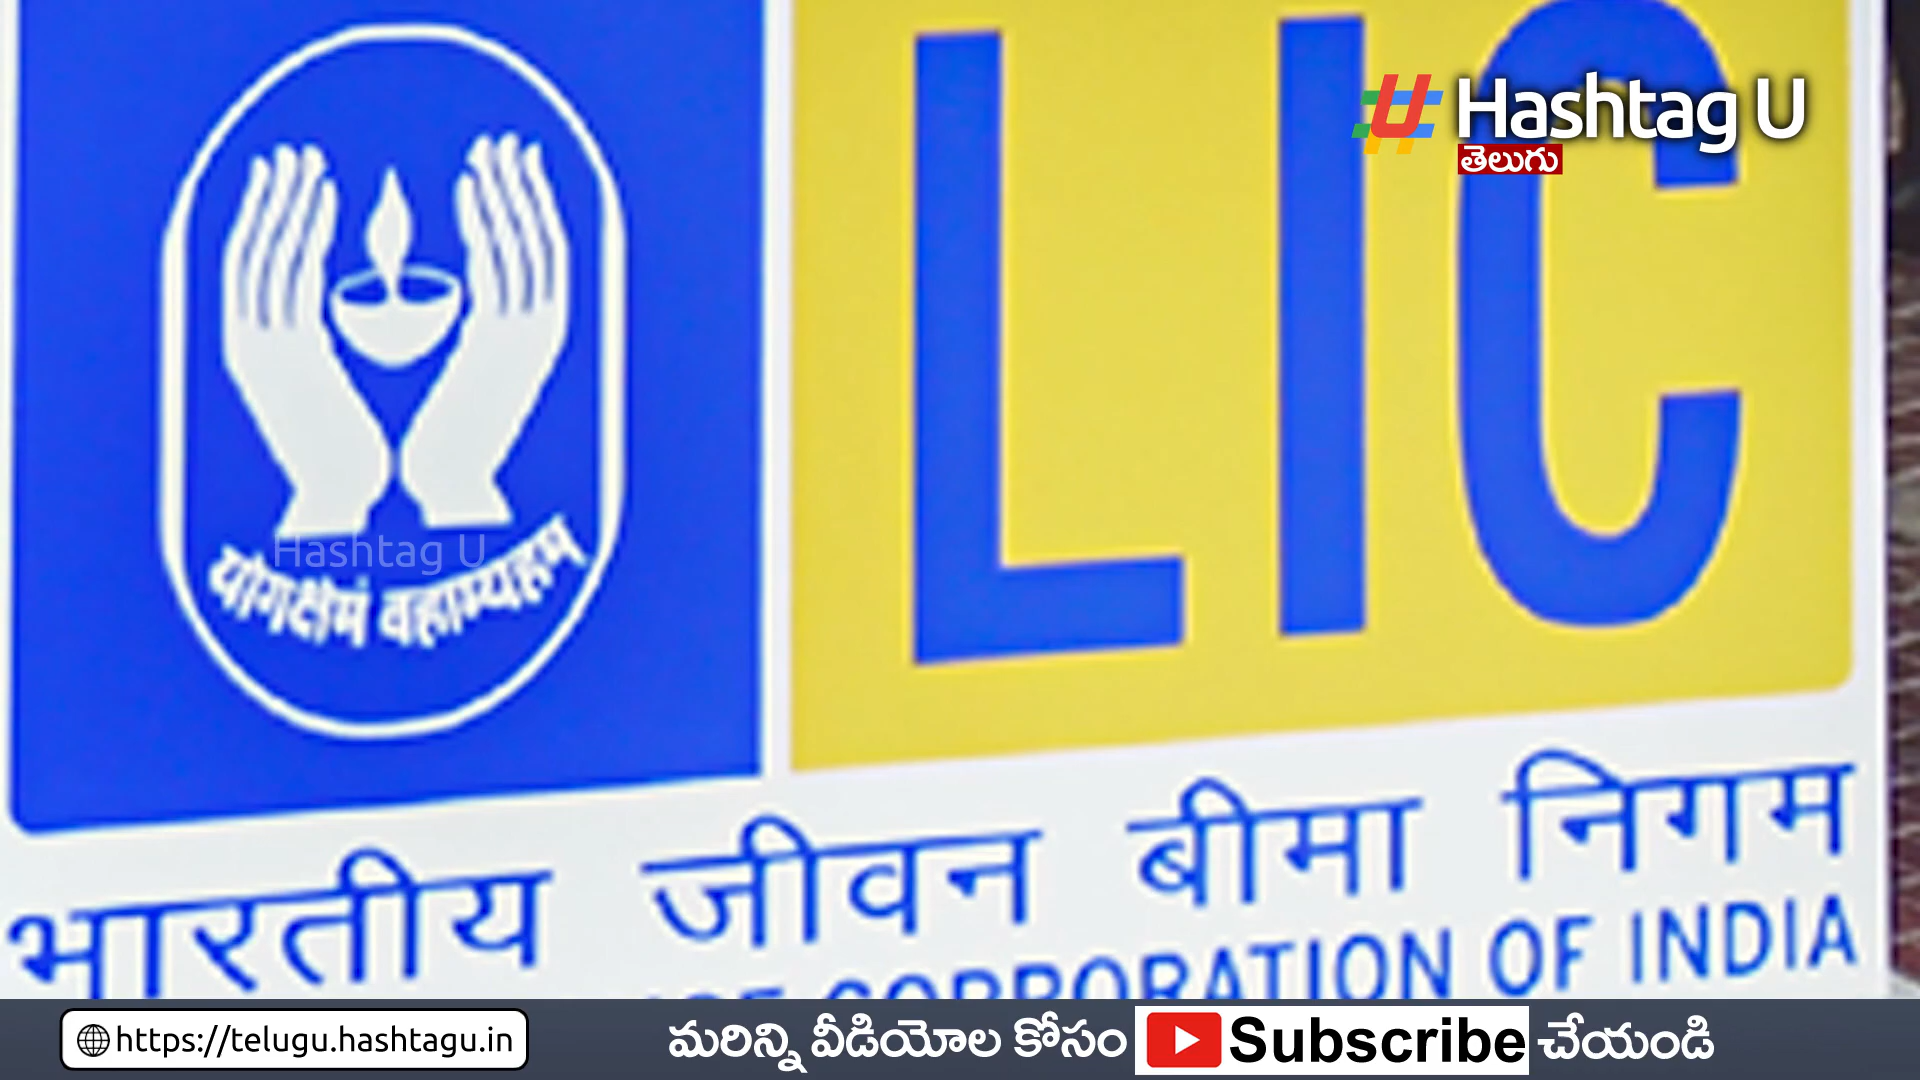 LIC
Hashtag U
తెలుగు
Hashtag U
योगक्षेमं वहाम्यहम्
भारतीय जीवन बीमा निगम
CORPORATION OF INDIA
https://telugu.hashtagu.in
మరిన్ని వీడియోల కోసం Subscribe చేయండి